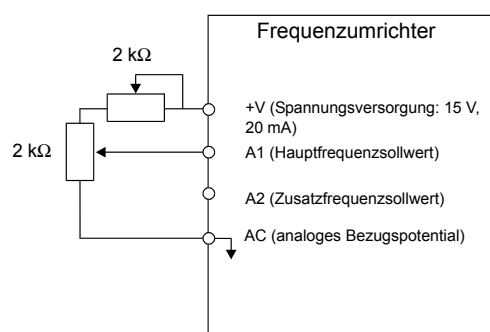 Frequenzumrichter
2 kΩ
+V (Spannungsversorgung: 15 V,
20 mA)
2 kΩ
A1 (Hauptfrequenzsollwert)
A2 (Zusatzfrequenzsollwert)
AC (analoges Bezugspotential)